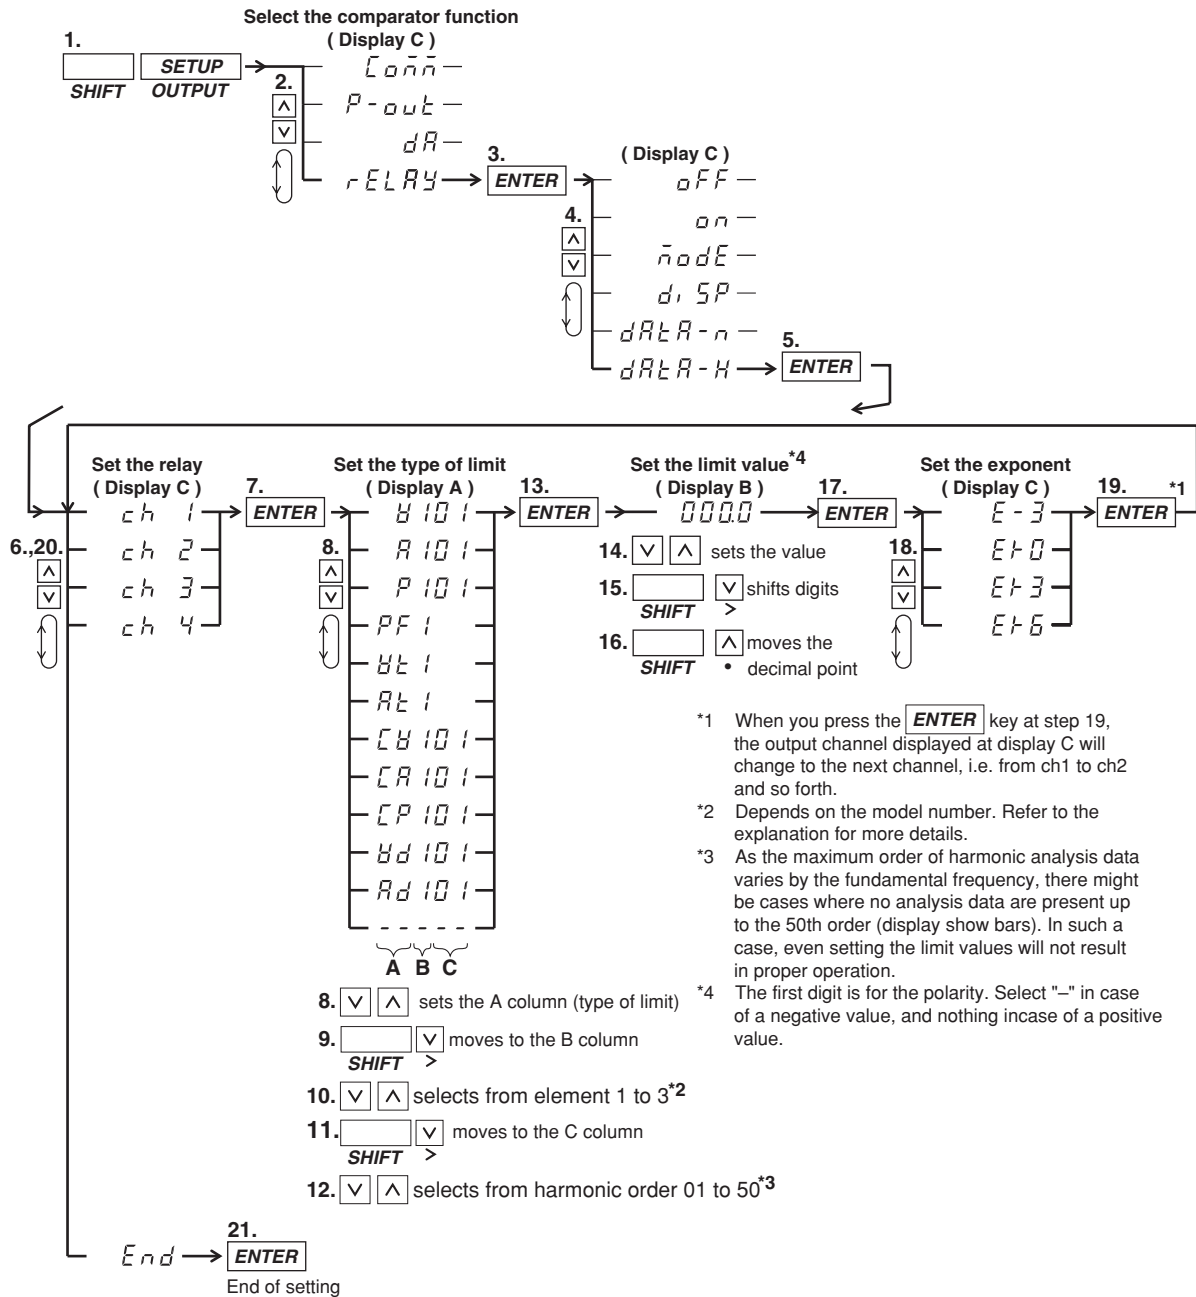 Select the comparator function
( Display C )
1.
SETUP
SHIFT OUTPUT
2.
Conn
P-out
dA
rELAY
3.
ENTER
( Display C )
4.
oFF
on
modE
diSP
dAtA-n
dAtA-H
5.
ENTER
Set the relay
( Display C )
6.,20.
ch 1
ch 2
ch 3
ch 4
7.
ENTER
Set the type of limit
( Display A )
8.
V101
A101
P101
PF1
Vt1
At1
CV101
CA101
CP101
Vd101
Ad101
- - - - -
A B C
8. sets the A column (type of limit)
9. moves to the B column
SHIFT >
10. selects from element 1 to 3*2
11. moves to the C column
SHIFT >
12. selects from harmonic order 01 to 50*3
13.
ENTER
Set the limit value*4
( Display B )
000.0
14. sets the value
15. shifts digits
SHIFT >
16. moves the
SHIFT • decimal point
17.
ENTER
Set the exponent
( Display C )
18.
E-3
E+0
E+3
E+6
19. *1
ENTER
*1 When you press the ENTER key at step 19,
the output channel displayed at display C will
change to the next channel, i.e. from ch1 to ch2
and so forth.
*2 Depends on the model number. Refer to the
explanation for more details.
*3 As the maximum order of harmonic analysis data
varies by the fundamental frequency, there might
be cases where no analysis data are present up
to the 50th order (display show bars). In such a
case, even setting the limit values will not result
in proper operation.
*4 The first digit is for the polarity. Select "–" in case
of a negative value, and nothing incase of a positive
value.
21.
End ENTER
End of setting